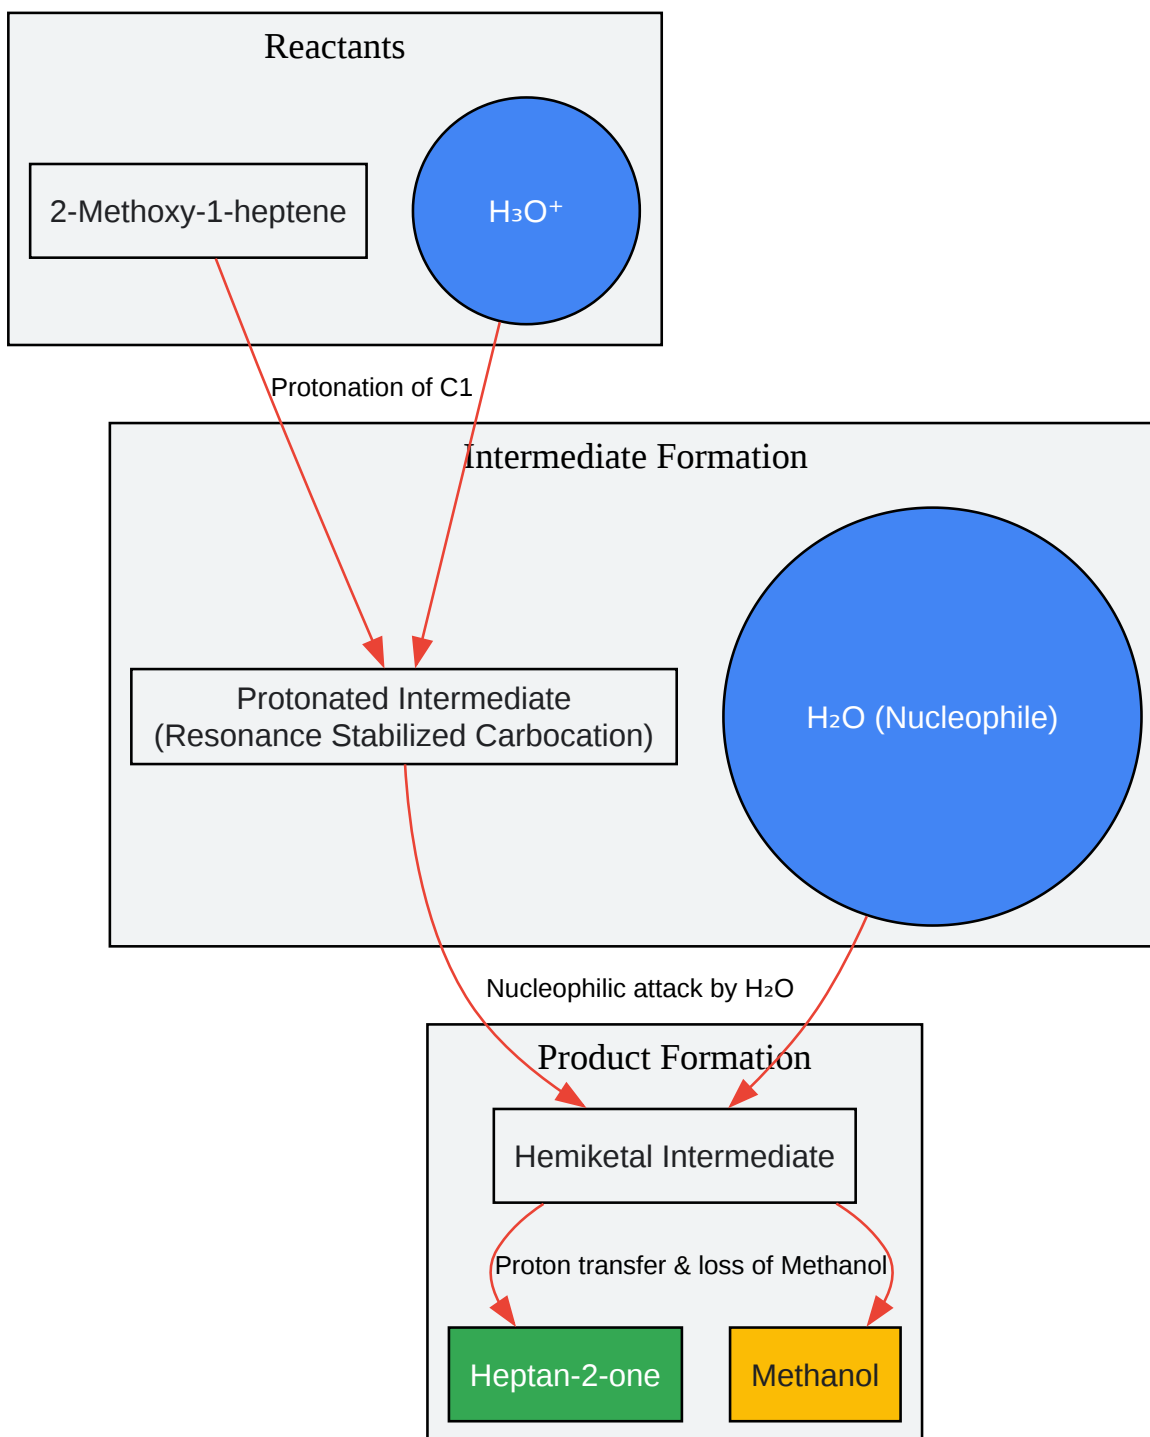 Reactants
2-Methoxy-1-heptene
H₃O⁺
Protonation of C1
Intermediate Formation
Protonated Intermediate
(Resonance Stabilized Carbocation)
H₂O (Nucleophile)
Nucleophilic attack by H₂O
Product Formation
Hemiketal Intermediate
Proton transfer & loss of Methanol
Heptan-2-one
Methanol